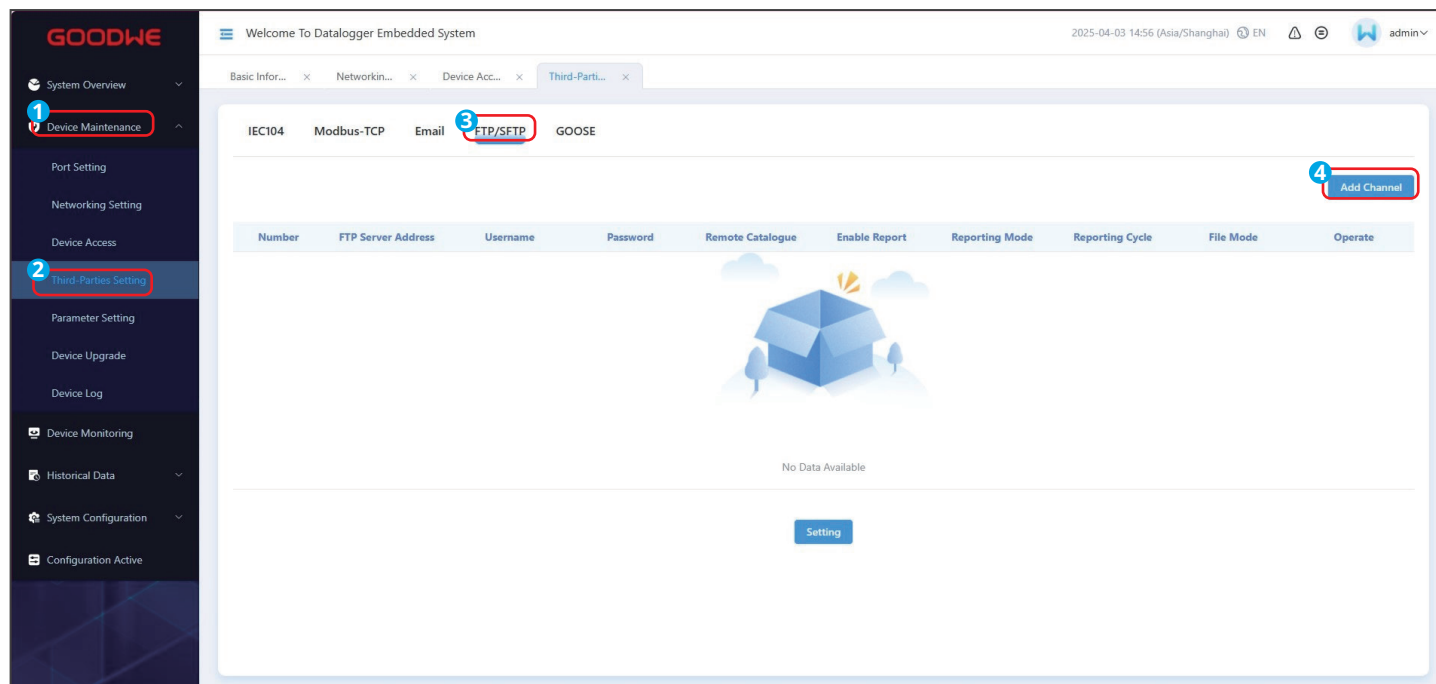 GOODWE
Welcome To Datalogger Embedded System
2025-04-03 14:56 (Asia/Shanghai) EN admin
Basic Infor... × Networkin... × Device Acc... × Third-Parti... ×
System Overview
1
Device Maintenance
Port Setting
Networking Setting
Device Access
2
Third-Parties Setting
Parameter Setting
Device Upgrade
Device Log
Device Monitoring
Historical Data
System Configuration
Configuration Active
3
IEC104 Modbus-TCP Email FTP/SFTP GOOSE
4
Add Channel
Number FTP Server Address Username Password Remote Catalogue Enable Report Reporting Mode Reporting Cycle File Mode Operate
No Data Available
Setting